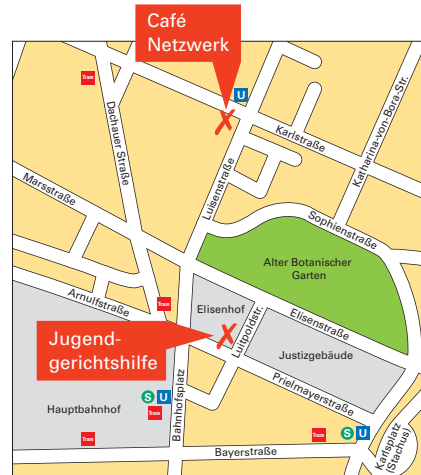 Café
Netzwerk
Tram
U
Dachauer Straße
Karlstraße
Katharina-von-Bora-Str.
Marsstraße
Luisenstraße
Sophienstraße
Alter Botanischer
Garten
Arnulfstraße
Tram
Elisenhof
Elisenstraße
Jugend-
gerichtshilfe
Luitpoldstr.
Justizgebäude
Prielmayerstraße
Hauptbahnhof
S U
Tram
Bahnhofsplatz
Tram
Bayerstraße
Tram
S U
Karlsplatz
(Stachus)